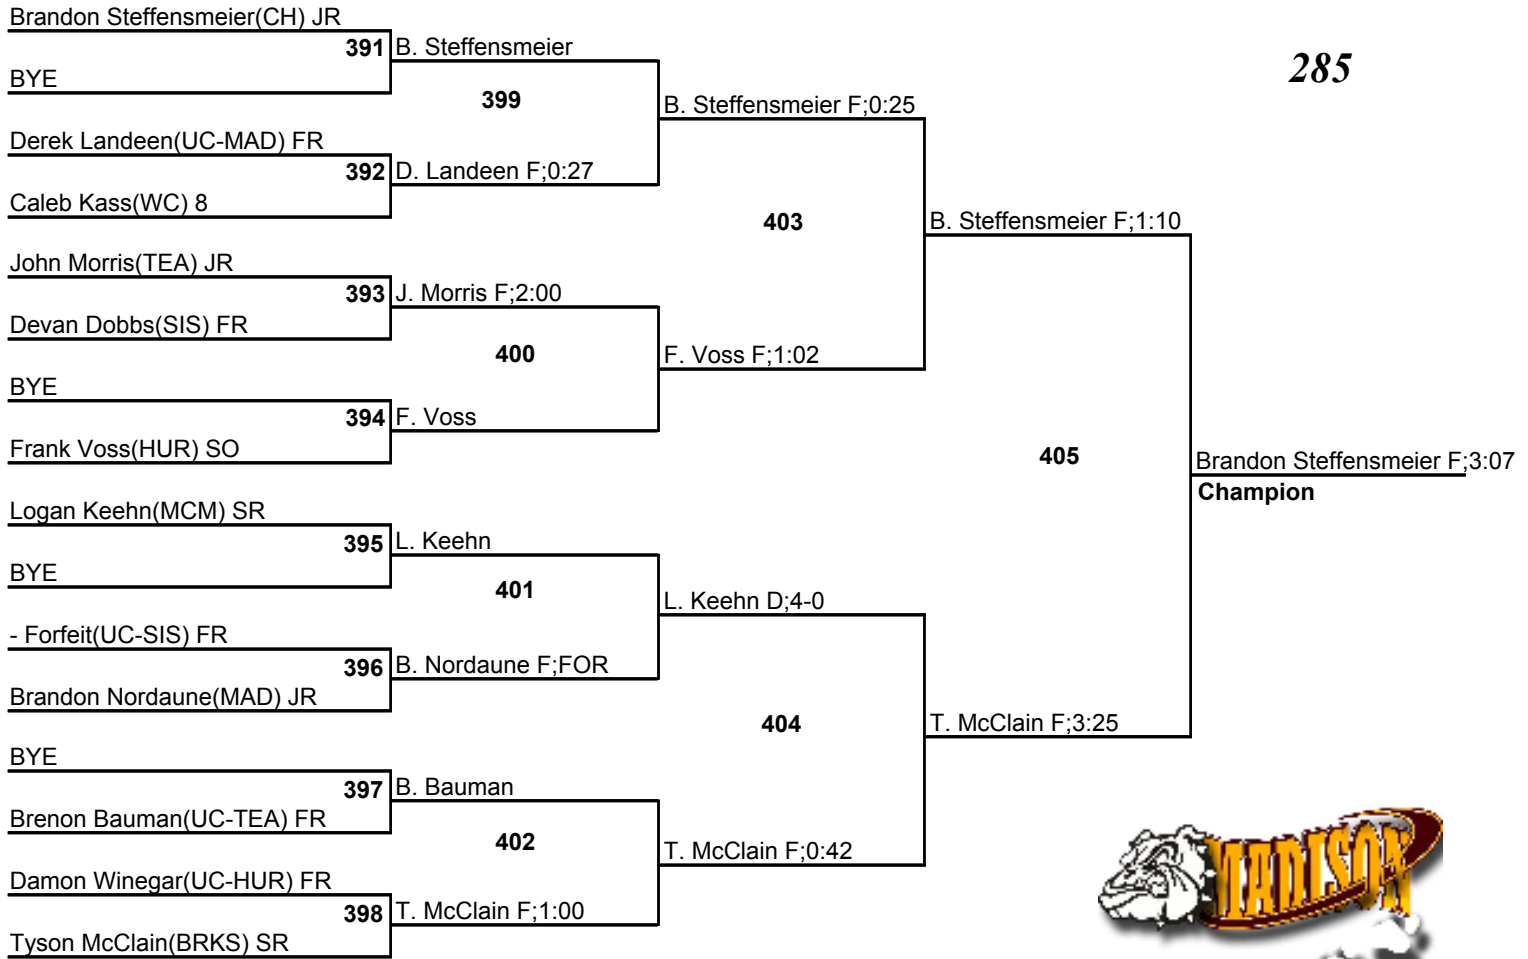 Brandon Steffensmeier(CH) JR
391 B. Steffensmeier
BYE
285
399
B. Steffensmeier F;0:25
Derek Landeen(UC-MAD) FR
392 D. Landeen F;0:27
Caleb Kass(WC) 8
403
B. Steffensmeier F;1:10
John Morris(TEA) JR
393 J. Morris F;2:00
Devan Dobbs(SIS) FR
400
F. Voss F;1:02
BYE
394 F. Voss
Frank Voss(HUR) SO
405
Brandon Steffensmeier F;3:07
Champion
Logan Keehn(MCM) SR
395 L. Keehn
BYE
401
L. Keehn D;4-0
- Forfeit(UC-SIS) FR
396 B. Nordaune F;FOR
Brandon Nordaune(MAD) JR
404
T. McClain F;3:25
BYE
397 B. Bauman
Brenon Bauman(UC-TEA) FR
402
T. McClain F;0:42
Damon Winegar(UC-HUR) FR
398 T. McClain F;1:00
Tyson McClain(BRKS) SR
MADISON